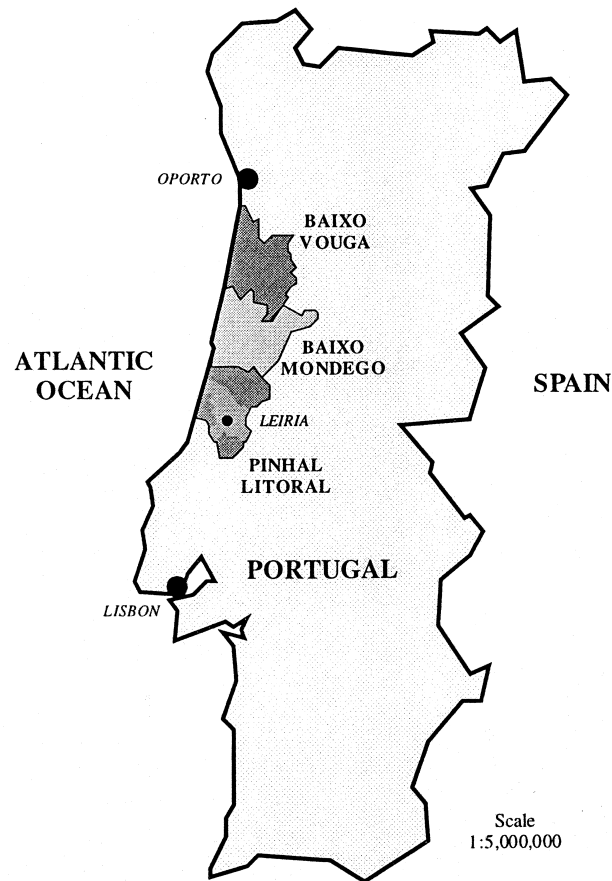 OPORTO
BAIXO
VOUGA
ATLANTIC
OCEAN
BAIXO
MONDEGO
SPAIN
LEIRIA
PINHAL
LITORAL
PORTUGAL
LISBON
Scale
1:5,000,000